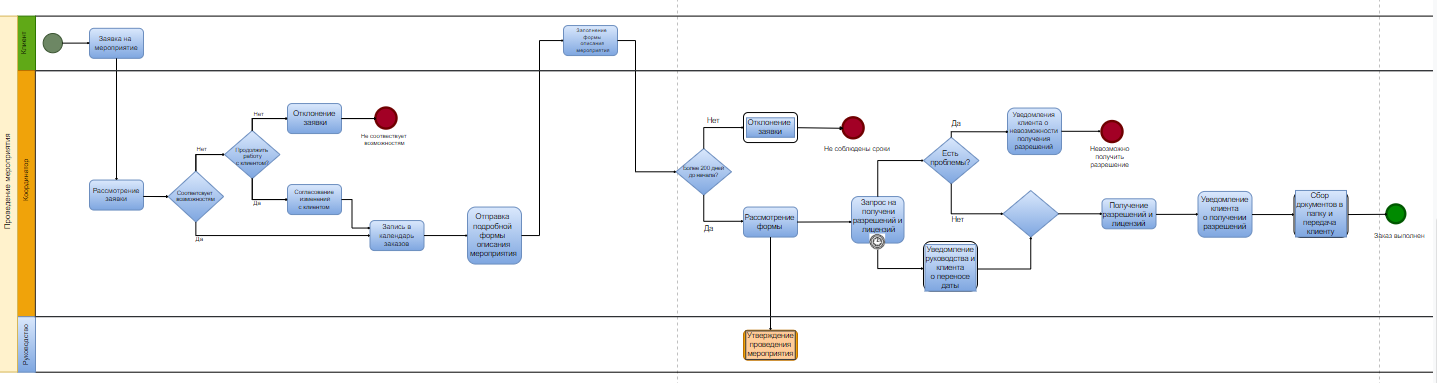 Проведение мероприятия
Клиент
Координатор
Руководство
Заявка на
мероприятие
Рассмотрение
заявки
Соответсвует
возможностям
Нет
Да
Продолжить
работу
с клиентом?
Нет
Да
Отклонение
заявки
Не соотвествует
возможностям
Согласование
изменений
с клиентом
Запись в
календарь
заказов
Отправка
подробной
формы
описания
мероприятия
Заполнение
формы
описания
мероприятия
Более 200 дней
до начала?
Нет
Да
Отклонение
заявки
Не соблюдены сроки
Рассмотрение
формы
Утверждение
проведения
мероприятия
Запрос на
получени
разрешений и
лицензий
Уведомление
руководства и
клиента
о переносе
даты
Есть
проблемы?
Да
Нет
Уведомления
клиента о
невозможности
получения
разрешений
Невозможно
получить
разрешение
Получение
разрешений и
лицензий
Уведомление
клиента
о получении
разрешений
Сбор
документов в
папку и
передача
клиенту
Заказ выполнен